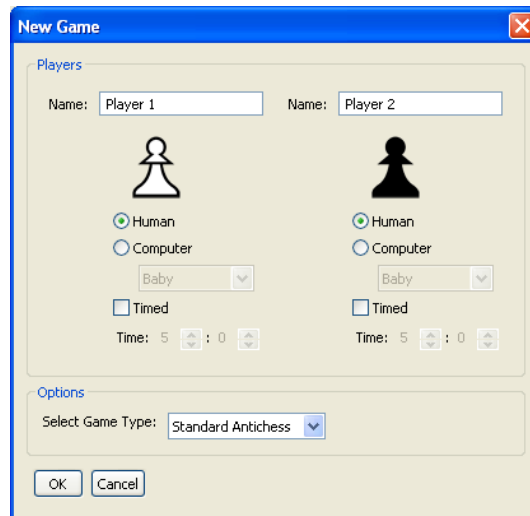 New Game
Players
Name: Player 1 Name: Player 2
Human Human
Computer Computer
Baby Baby
Timed Timed
Time: 5 : 0 Time: 5 : 0
Options
Select Game Type: Standard Antichess
OK Cancel